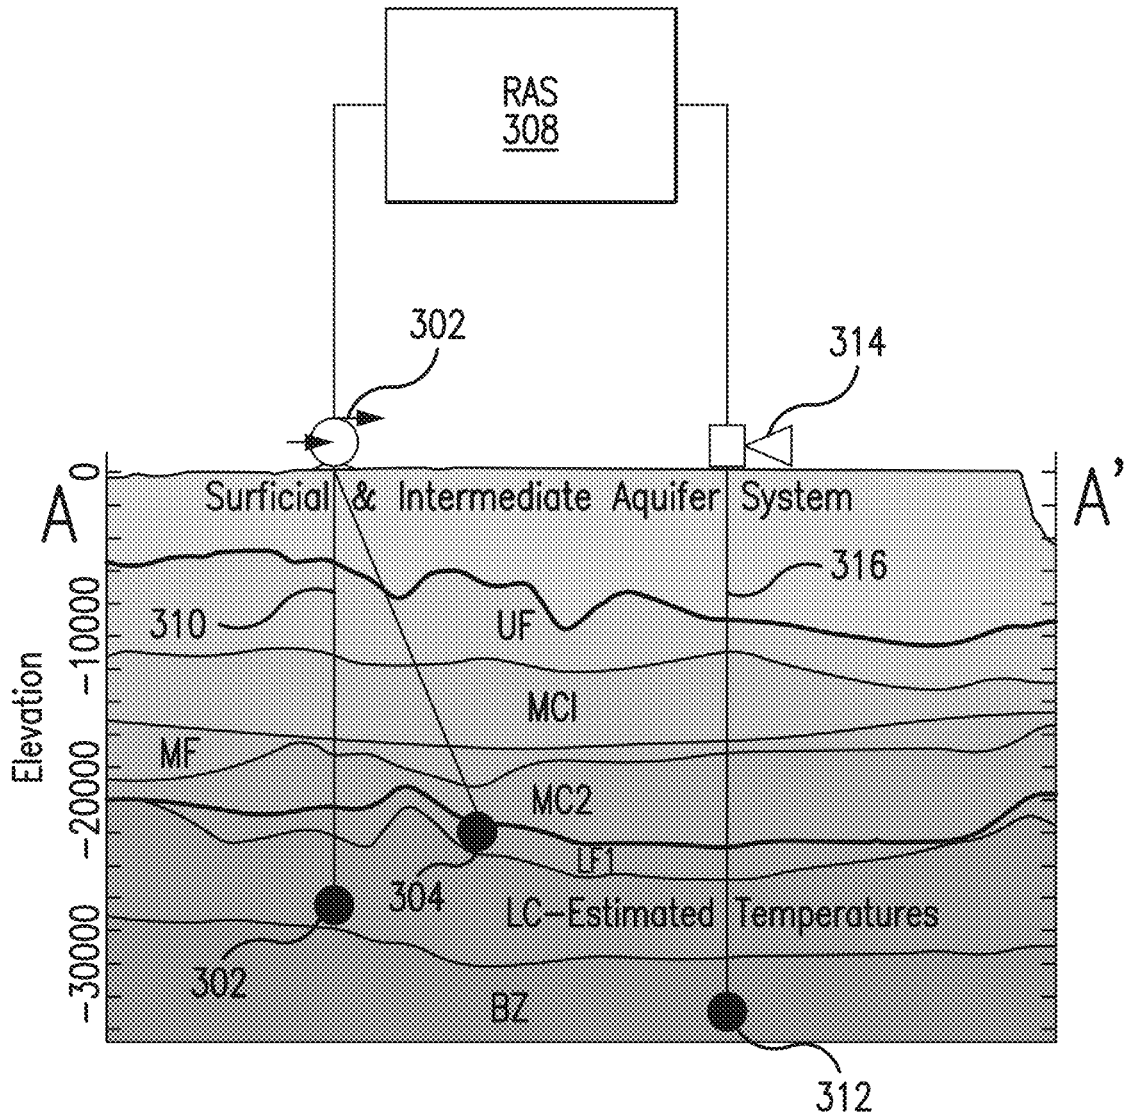 RAS
308
302
314
0
A
Surficial & Intermediate Aquifer System
A'
316
310
UF
-10000
Elevation
MCI
MF
-20000
MC2
LF1
304
LC-Estimated Temperatures
-30000
302
BZ
312